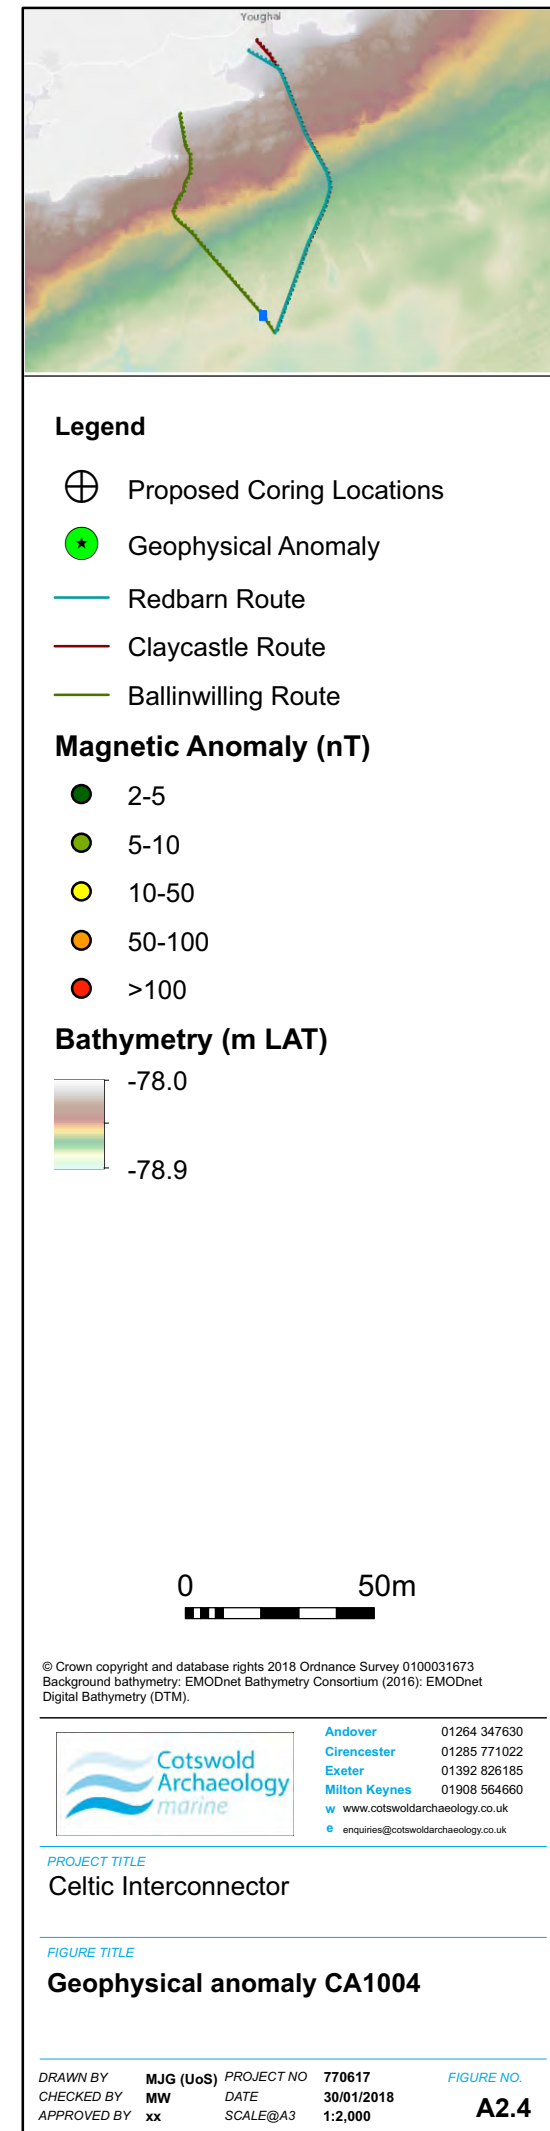 Youghal
Legend
Proposed Coring Locations
Geophysical Anomaly
Redbarn Route
Claycastle Route
Ballinwilling Route
Magnetic Anomaly (nT)
2-5
5-10
10-50
50-100
>100
Bathymetry (m LAT)
-78.0
-78.9
0 50m
© Crown copyright and database rights 2018 Ordnance Survey 0100031673
Background bathymetry: EMODnet Bathymetry Consortium (2016): EMODnet
Digital Bathymetry (DTM).
Cotswold
Archaeology
marine
Andover 01264 347630
Cirencester 01285 771022
Exeter 01392 826185
Milton Keynes 01908 564660
w www.cotswoldarchaeology.co.uk
e enquiries@cotswoldarchaeology.co.uk
PROJECT TITLE
Celtic Interconnector
FIGURE TITLE
Geophysical anomaly CA1004
DRAWN BY MJG (UoS) PROJECT NO 770617 FIGURE NO.
CHECKED BY MW DATE 30/01/2018
APPROVED BY xx SCALE@A3 1:2,000 A2.4